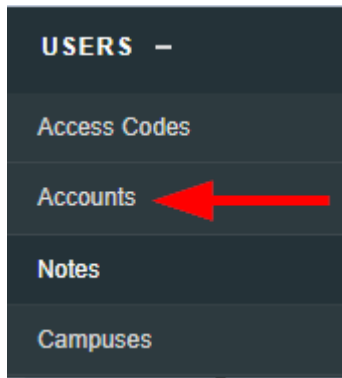 USERS –
Access Codes
Accounts
Notes
Campuses